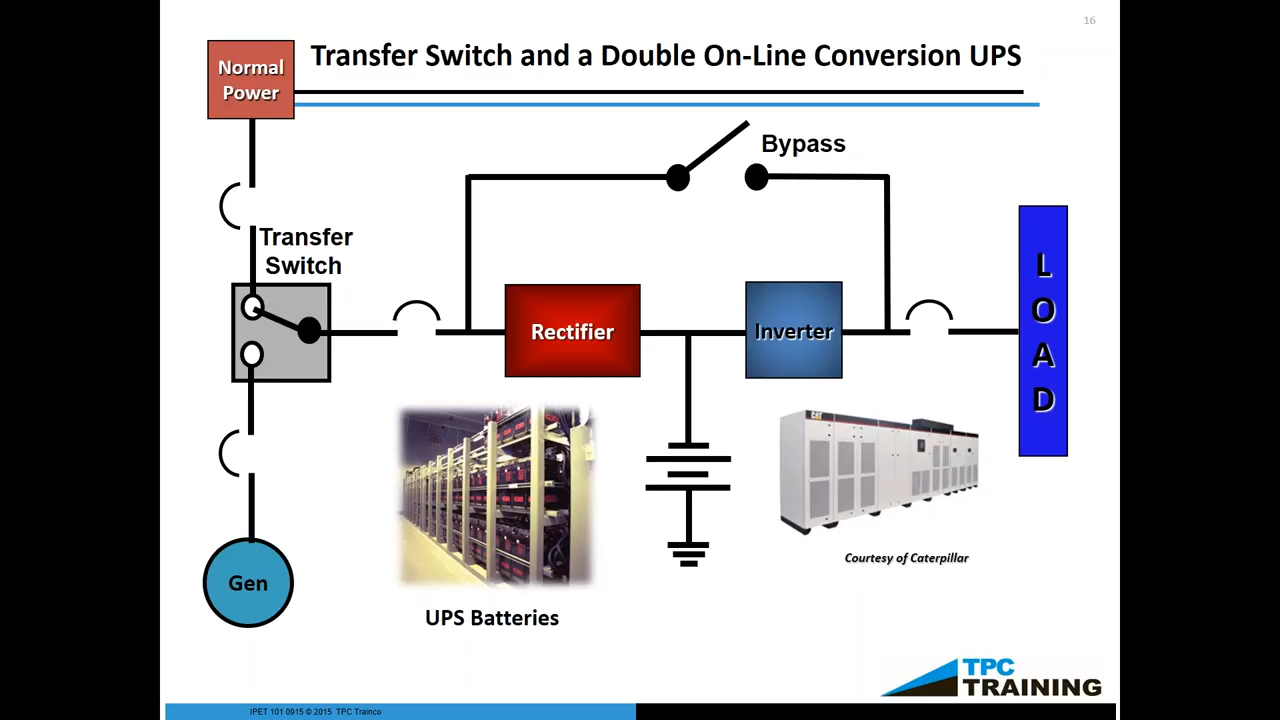 16
Transfer Switch and a Double On-Line Conversion UPS
Normal
Power
Bypass
Transfer
Switch
Rectifier
Inverter
L
O
A
D
CAT
Courtesy of Caterpillar
Gen
UPS Batteries
TPC
TRAINING
IPET 101 0915 © 2015 TPC Trainco